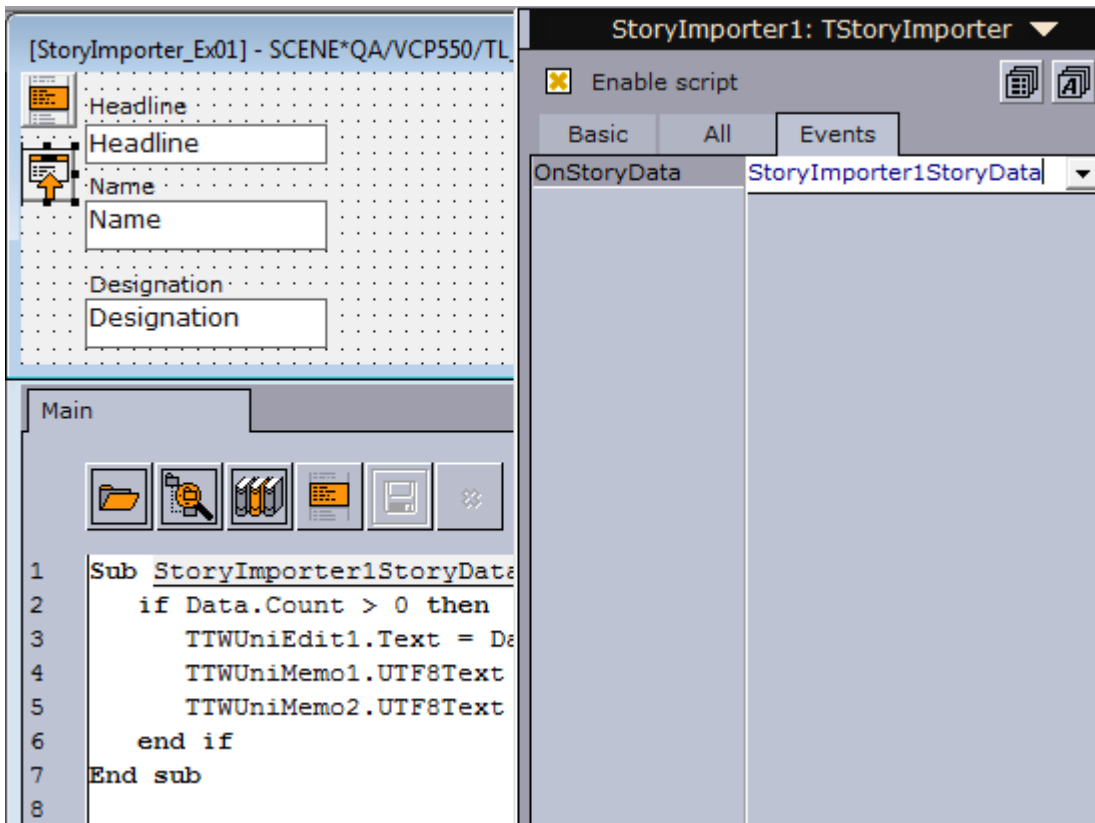 [StoryImporter_Ex01] - SCENE*QA/VCP550/TL_
Headline
Headline
Name
Name
Designation
Designation
StoryImporter1: TStoryImporter
Enable script
Basic All Events
OnStoryData StoryImporter1StoryData
Main
1 Sub StoryImporter1StoryData
2 if Data.Count > 0 then
3 TTWUniEdit1.Text = Da
4 TTWUniMemo1.UTF8Text
5 TTWUniMemo2.UTF8Text
6 end if
7 End sub
8